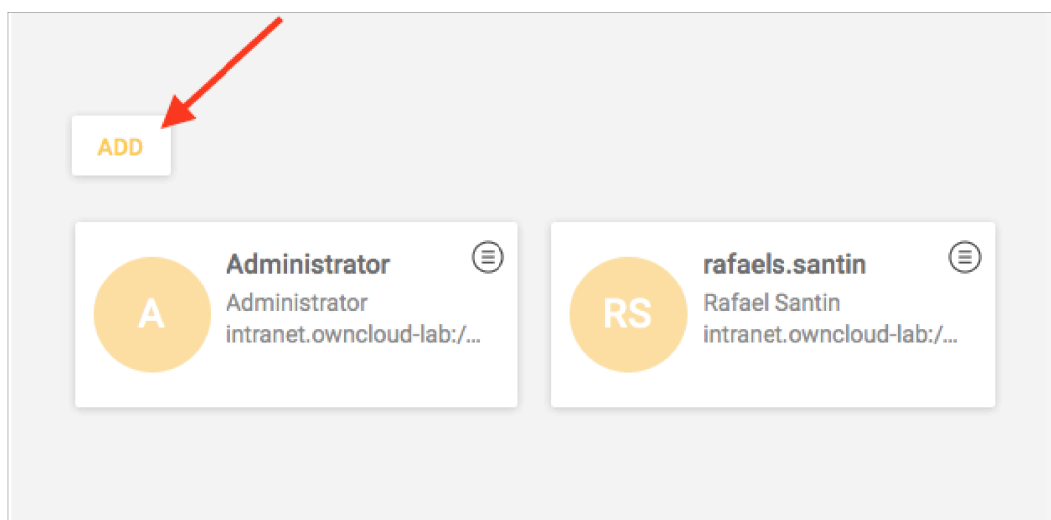 ADD
A
Administrator
Administrator
intranet.owncloud-lab:/...
RS
rafaels.santin
Rafael Santin
intranet.owncloud-lab:/...